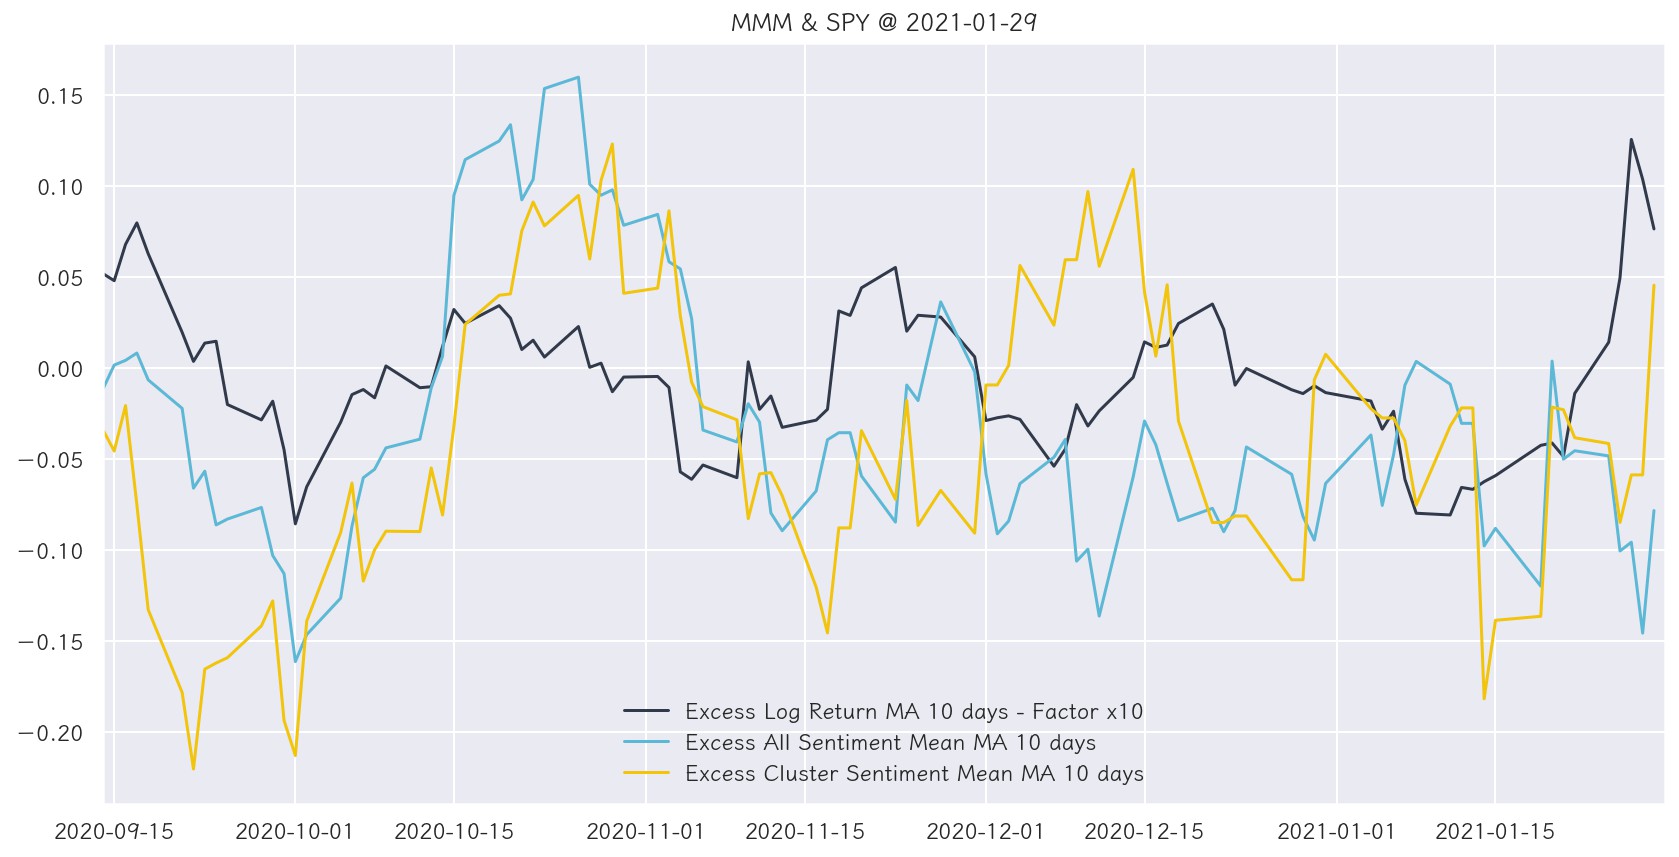 MMM & SPY @ 2021-01-29
0.15
0.10
0.05
0.00
−0.05
−0.10
−0.15
−0.20
Excess Log Return MA 10 days - Factor x10
Excess All Sentiment Mean MA 10 days
Excess Cluster Sentiment Mean MA 10 days
2020-09-15 2020-10-01 2020-10-15 2020-11-01 2020-11-15 2020-12-01 2020-12-15 2021-01-01 2021-01-15